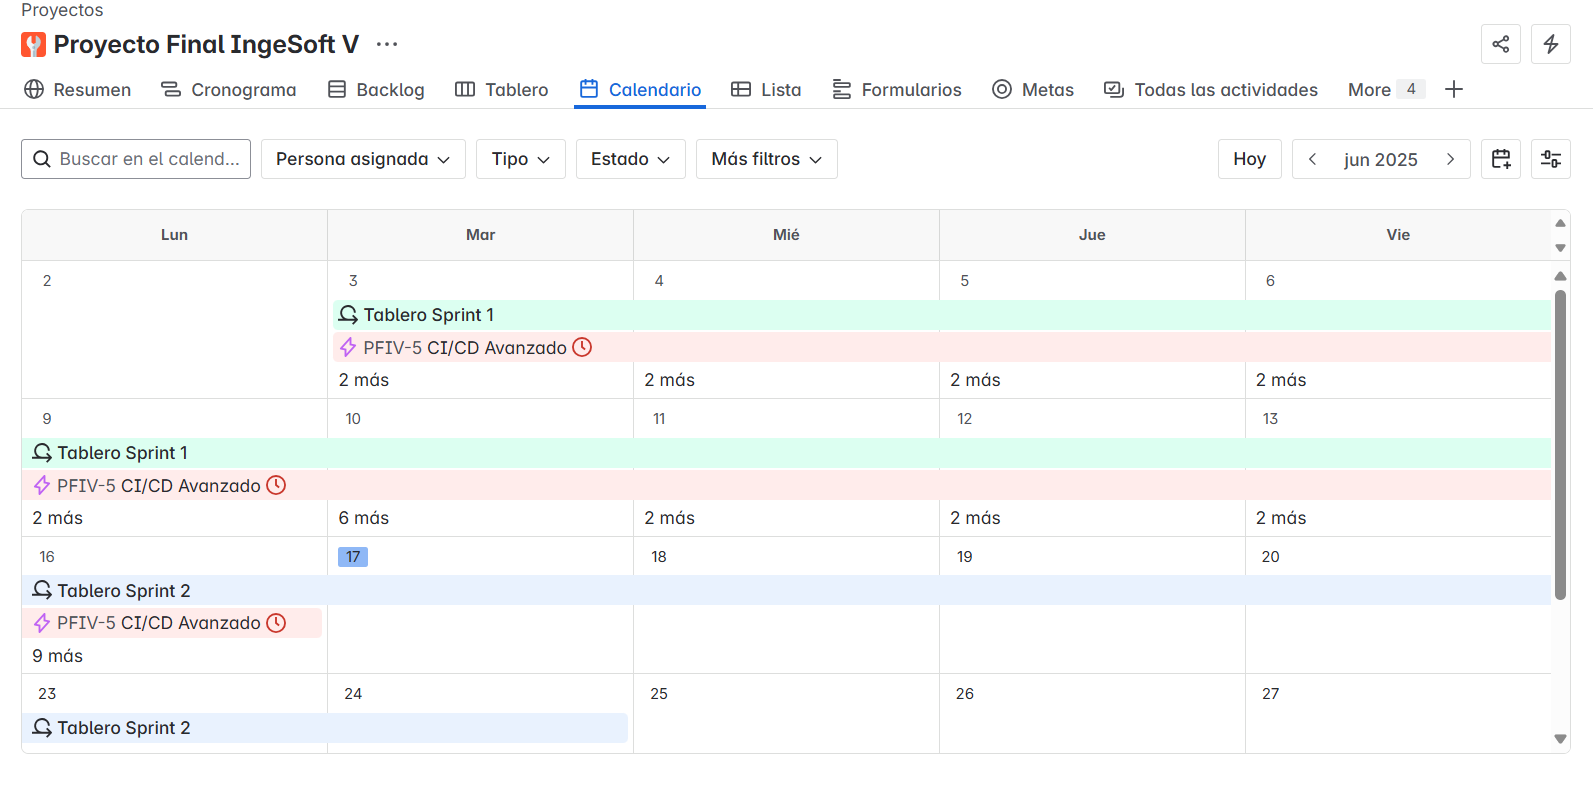 Proyectos
Proyecto Final IngeSoft V ···
Resumen Cronograma Backlog Tablero Calendario Lista Formularios Metas Todas las actividades More 4
Buscar en el calend... Persona asignada Tipo Estado Más filtros Hoy jun 2025
Lun Mar Mié Jue Vie
2 3 4 5 6
Tablero Sprint 1
PFIV-5 CI/CD Avanzado
2 más 2 más 2 más 2 más
9 10 11 12 13
Tablero Sprint 1
PFIV-5 CI/CD Avanzado
2 más 6 más 2 más 2 más 2 más
16 17 18 19 20
Tablero Sprint 2
PFIV-5 CI/CD Avanzado
9 más
23 24 25 26 27
Tablero Sprint 2